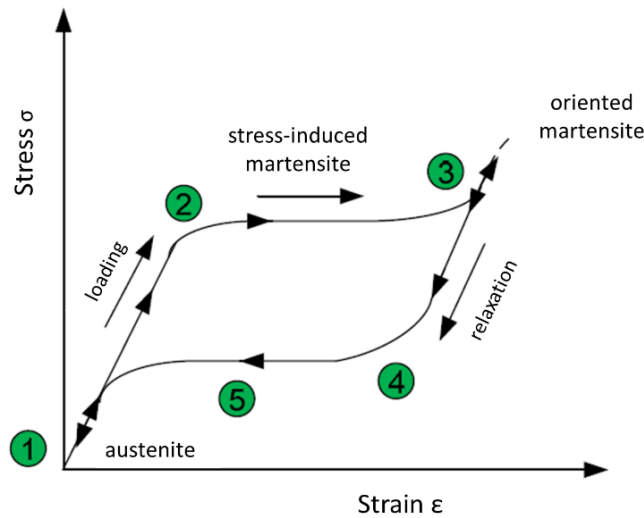 Stress σ
oriented
martensite
stress-induced
martensite
3
2
loading
relaxation
4
5
1
austenite
Strain ε